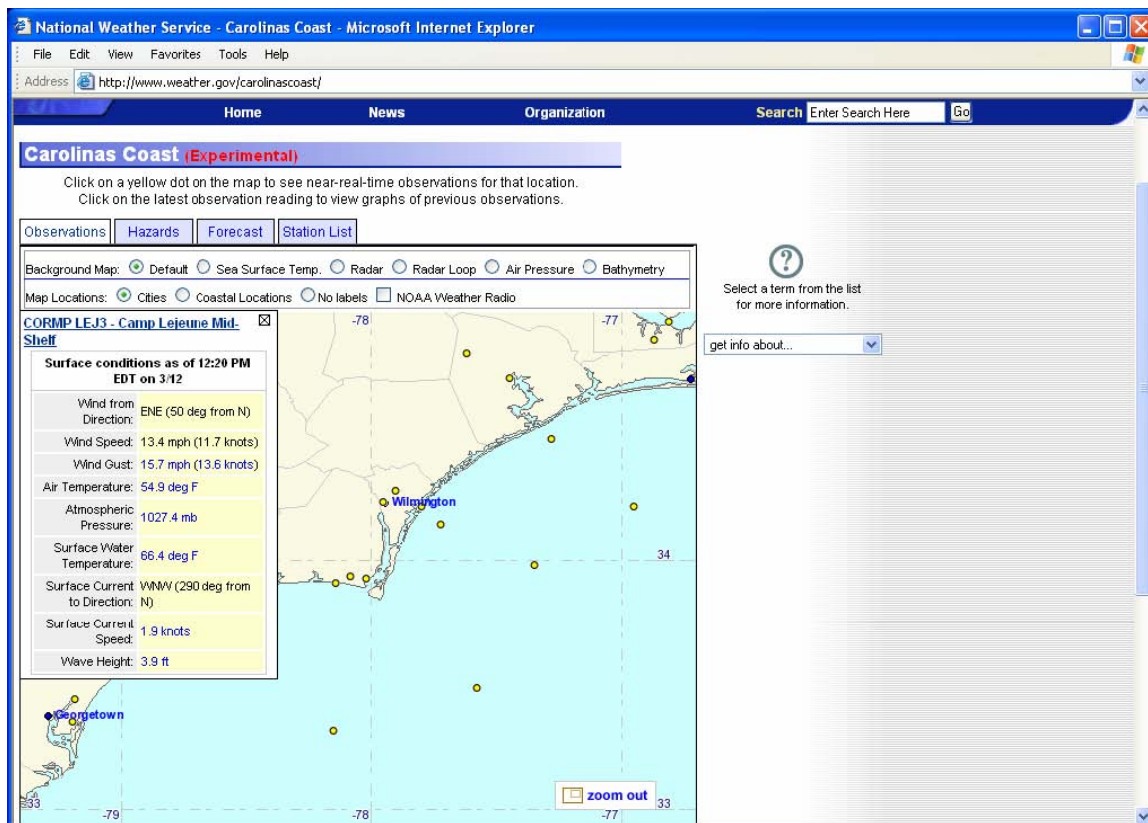 National Weather Service - Carolinas Coast - Microsoft Internet Explorer
File Edit View Favorites Tools Help
Address http://www.weather.gov/carolinascoast/
Home News Organization Search Enter Search Here Go
Carolinas Coast (Experimental)
Click on a yellow dot on the map to see near-real-time observations for that location.
Click on the latest observation reading to view graphs of previous observations.
Observations Hazards Forecast Station List
Background Map: Default Sea Surface Temp. Radar Radar Loop Air Pressure Bathymetry
Map Locations: Cities Coastal Locations No labels NOAA Weather Radio
?
Select a term from the list
for more information.
get info about...
CORMP LEJ3 - Camp Lejeune Mid-
Shelf
Surface conditions as of 12:20 PM
EDT on 3/12
Wind from
Direction: ENE (50 deg from N)
Wind Speed: 13.4 mph (11.7 knots)
Wind Gust: 15.7 mph (13.6 knots)
Air Temperature: 54.9 deg F
Atmospheric
Pressure: 1027.4 mb
Surface Water
Temperature: 66.4 deg F
Surface Current
to Direction: WNW (290 deg from
N)
Surface Current
Speed: 1.9 knots
Wave Height: 3.9 ft
-78 -77
Wilmington
34
Georgetown
zoom out
33 33
-79 -78 -77